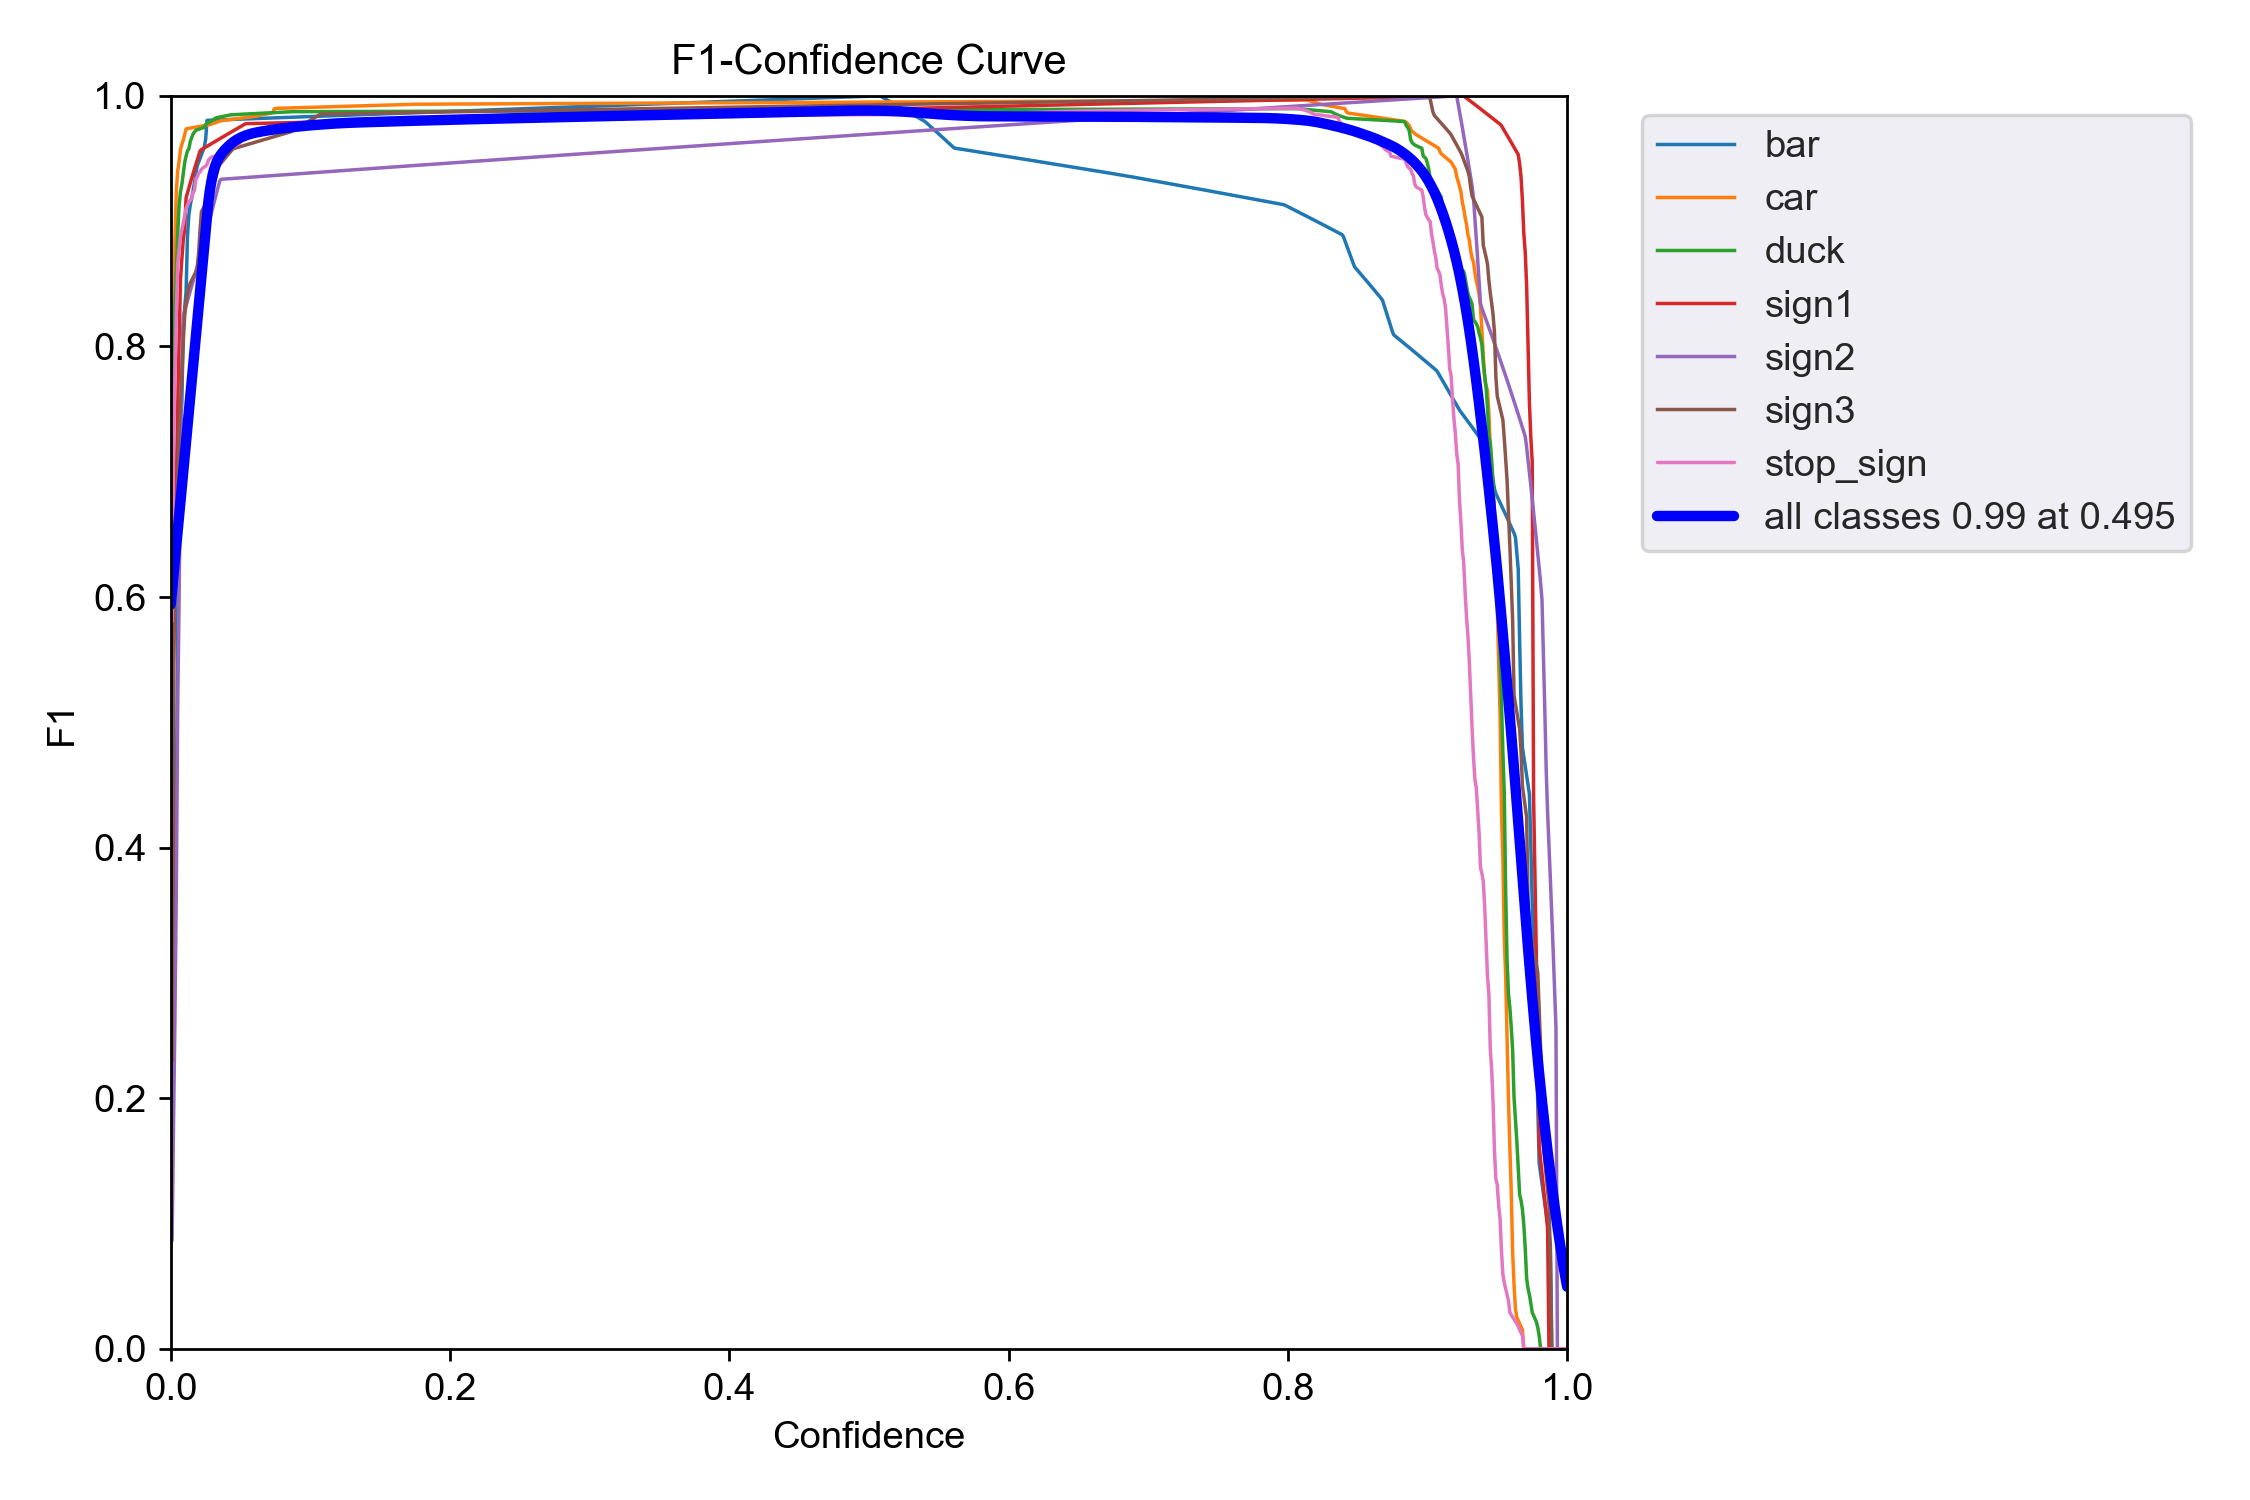 F1-Confidence Curve
1.0
0.8
0.6
0.4
0.2
0.0
F1
0.0 0.2 0.4 0.6 0.8 1.0
Confidence
bar
car
duck
sign1
sign2
sign3
stop_sign
all classes 0.99 at 0.495